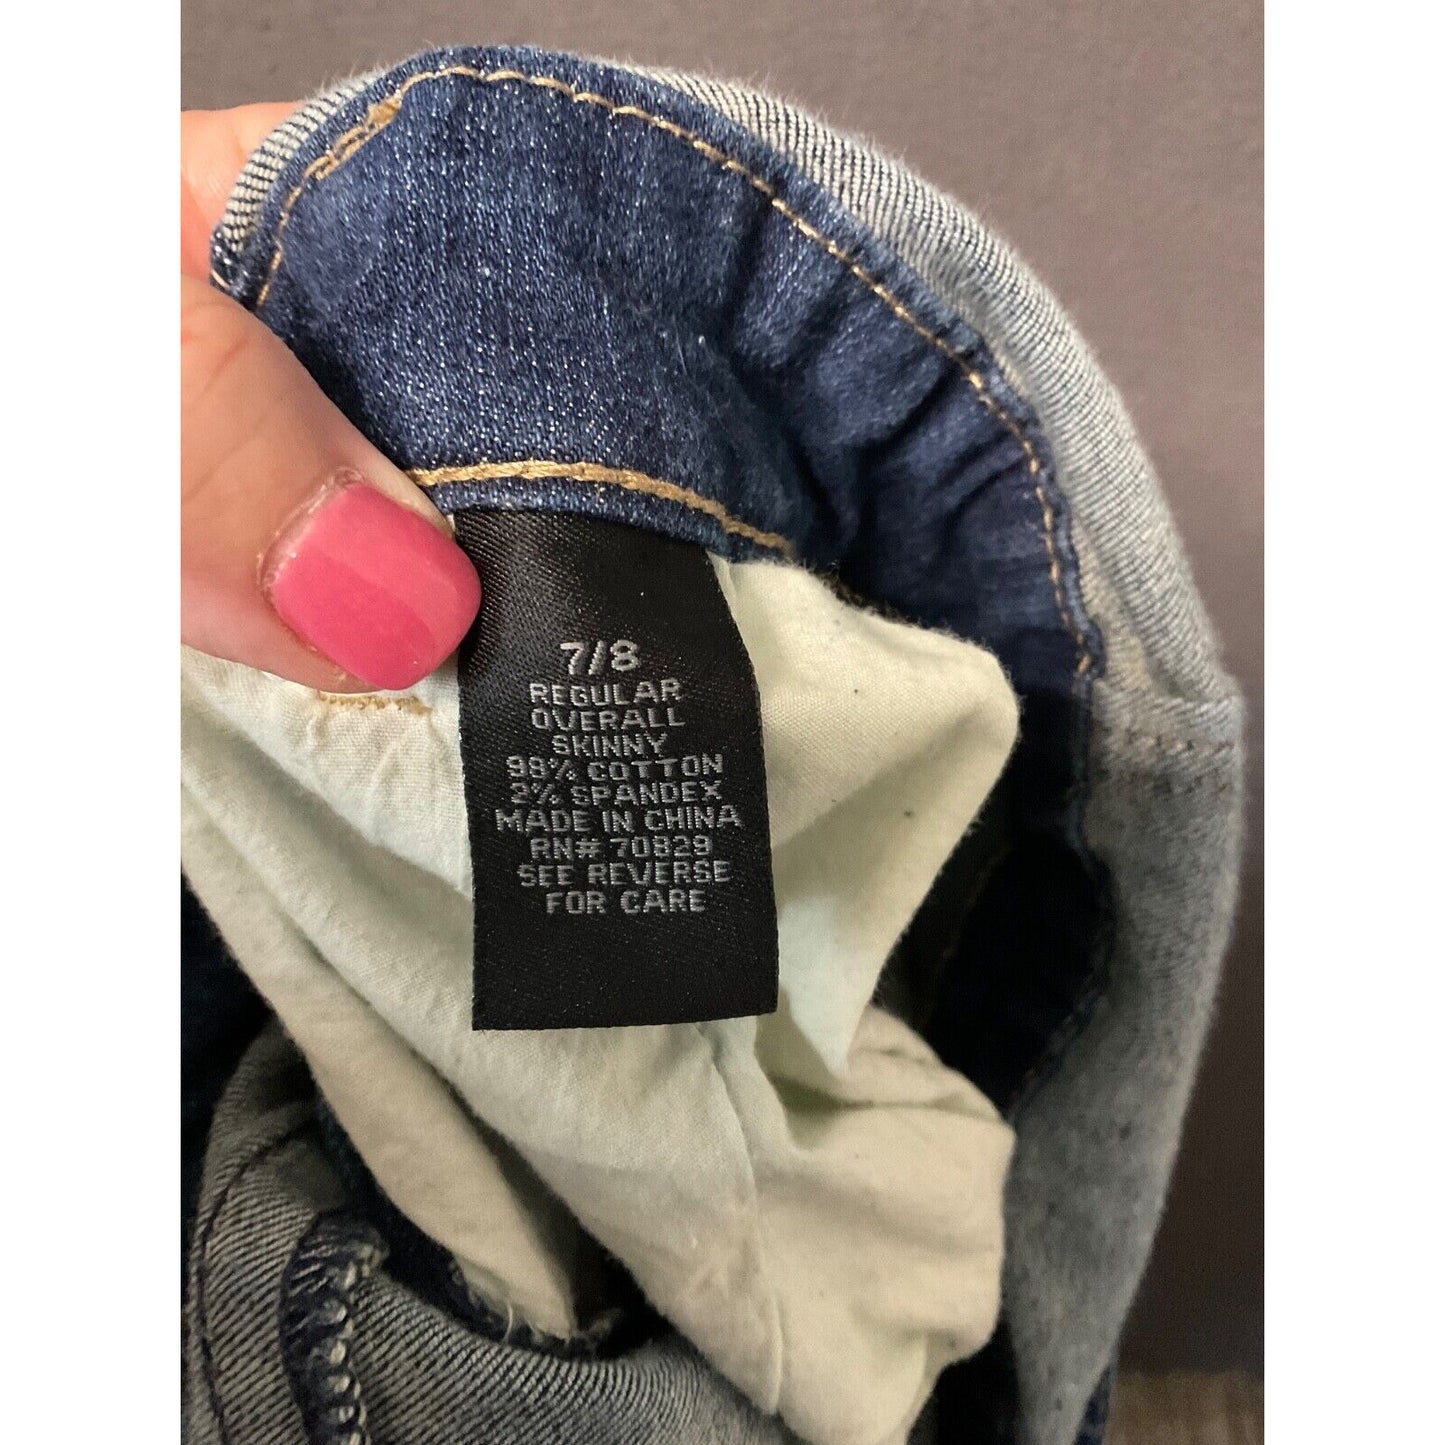 7/8
REGULAR
OVERALL
SKINNY
98% COTTON
2% SPANDEX
MADE IN CHINA
RN# 70829
SEE REVERSE
FOR CARE